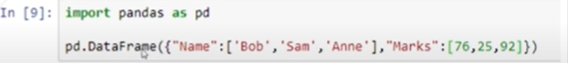 In [9]: import pandas as pd
pd.DataFrame({"Name":['Bob','Sam','Anne'],"Marks":[76,25,92]})